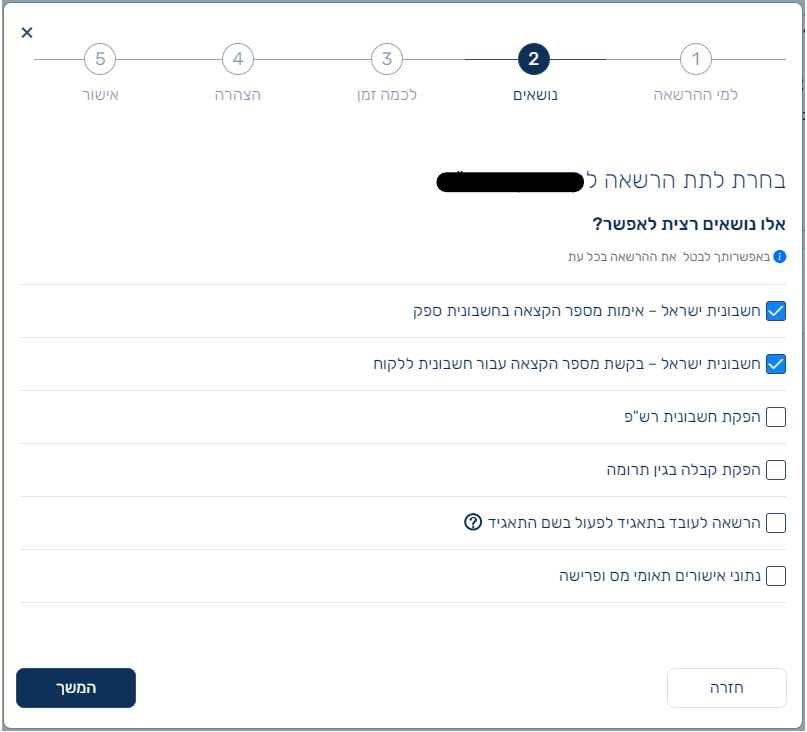 1
2
3
4
5
למי ההרשאה
נושאים
לכמה זמן
הצהרה
אישור
בחרת לתת הרשאה ל
אלו נושאים רצית לאפשר?
באפשרותך לבטל את ההרשאה בכל עת
חשבונית ישראל – אימות מספר הקצאה בחשבונית ספק
חשבונית ישראל – בקשת מספר הקצאה עבור חשבונית ללקוח
הפקת חשבונית רש"פ
הפקת קבלה בגין תרומה
הרשאה לעובד בתאגיד לפעול בשם התאגיד
נתוני אישורים תאומי מס ופרישה
חזרה
המשך